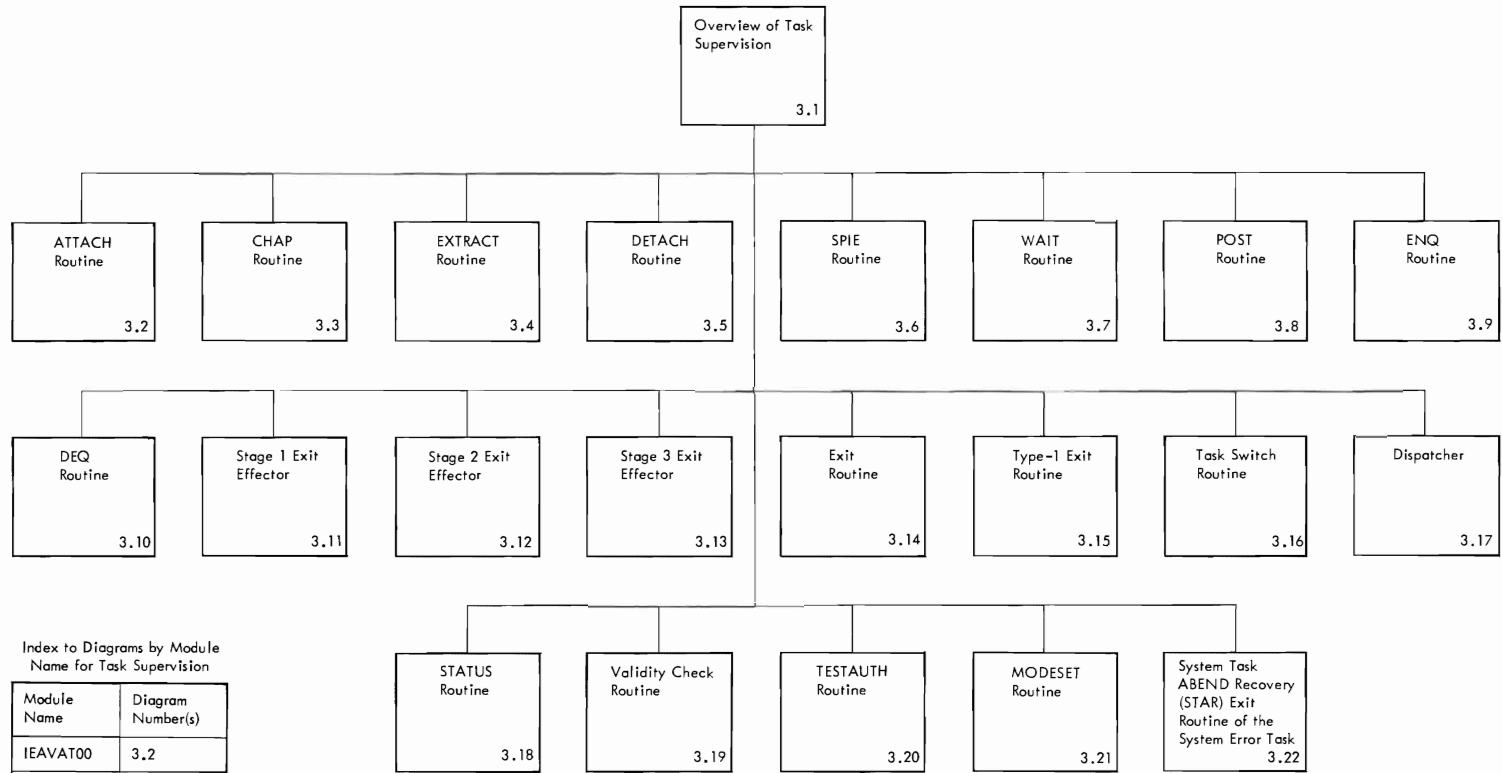 Overview of Task
Supervision
3.1
ATTACH
Routine
3.2
CHAP
Routine
3.3
EXTRACT
Routine
3.4
DETACH
Routine
3.5
SPIE
Routine
3.6
WAIT
Routine
3.7
POST
Routine
3.8
ENQ
Routine
3.9
DEQ
Routine
3.10
Stage 1 Exit
Effector
3.11
Stage 2 Exit
Effector
3.12
Stage 3 Exit
Effector
3.13
Exit
Routine
3.14
Type-1 Exit
Routine
3.15
Task Switch
Routine
3.16
Dispatcher
3.17
STATUS
Routine
3.18
Validity Check
Routine
3.19
TESTAUTH
Routine
3.20
MODESET
Routine
3.21
System Task
ABEND Recovery
(STAR) Exit
Routine of the
System Error Task
3.22
Index to Diagrams by Module
Name for Task Supervision
Module Name
Diagram Number(s)
IEAVAT00 3.2